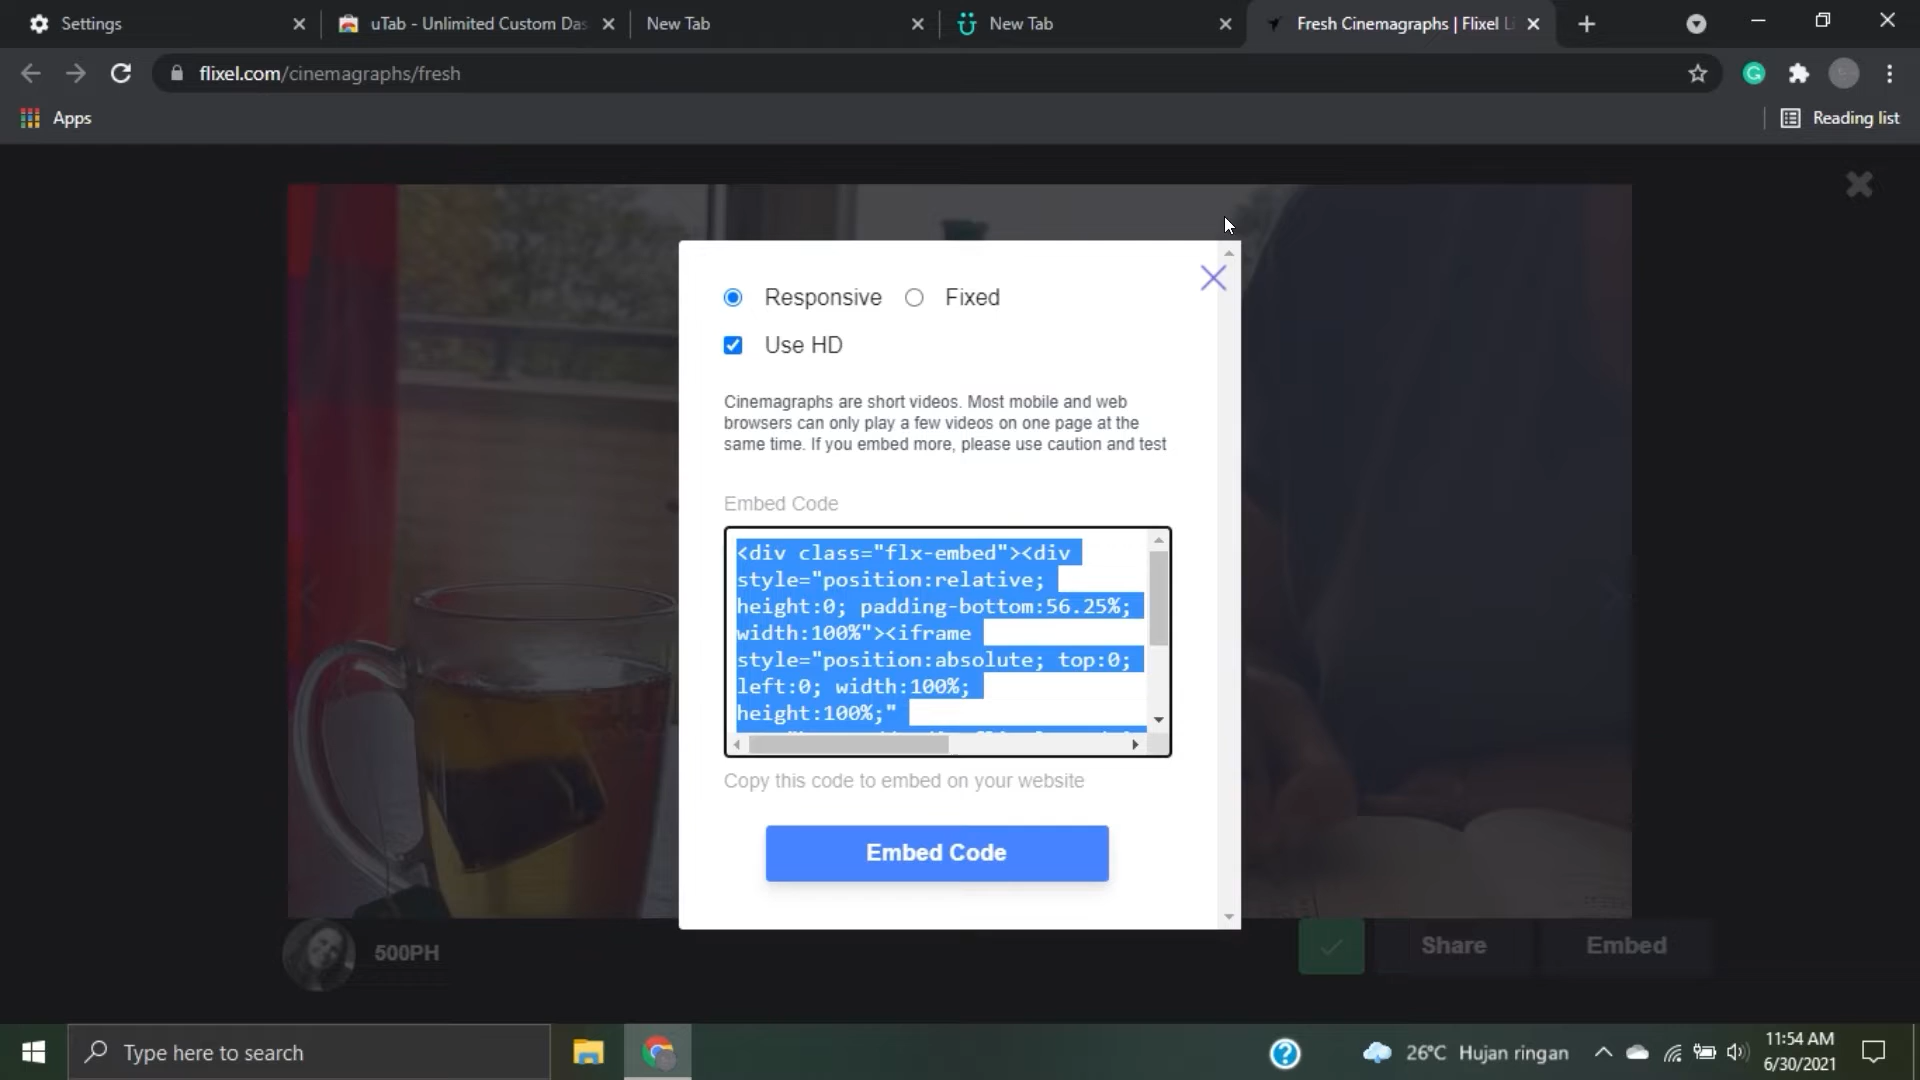 Settings
uTab - Unlimited Custom Das
New Tab
New Tab
Fresh Cinemagraphs | Flixel Li
flixel.com/cinemagraphs/fresh
Apps
Reading list
Responsive
Fixed
Use HD
Cinemagraphs are short videos. Most mobile and web
browsers can only play a few videos on one page at the
same time. If you embed more, please use caution and test
Embed Code
<div class="flx-embed"><div
style="position:relative;
height:0; padding-bottom:56.25%;
width:100%"><iframe
style="position:absolute; top:0;
left:0; width:100%;
height:100%;"
Copy this code to embed on your website
Embed Code
500PH
Share
Embed
Type here to search
26°C Hujan ringan
11:54 AM
6/30/2021